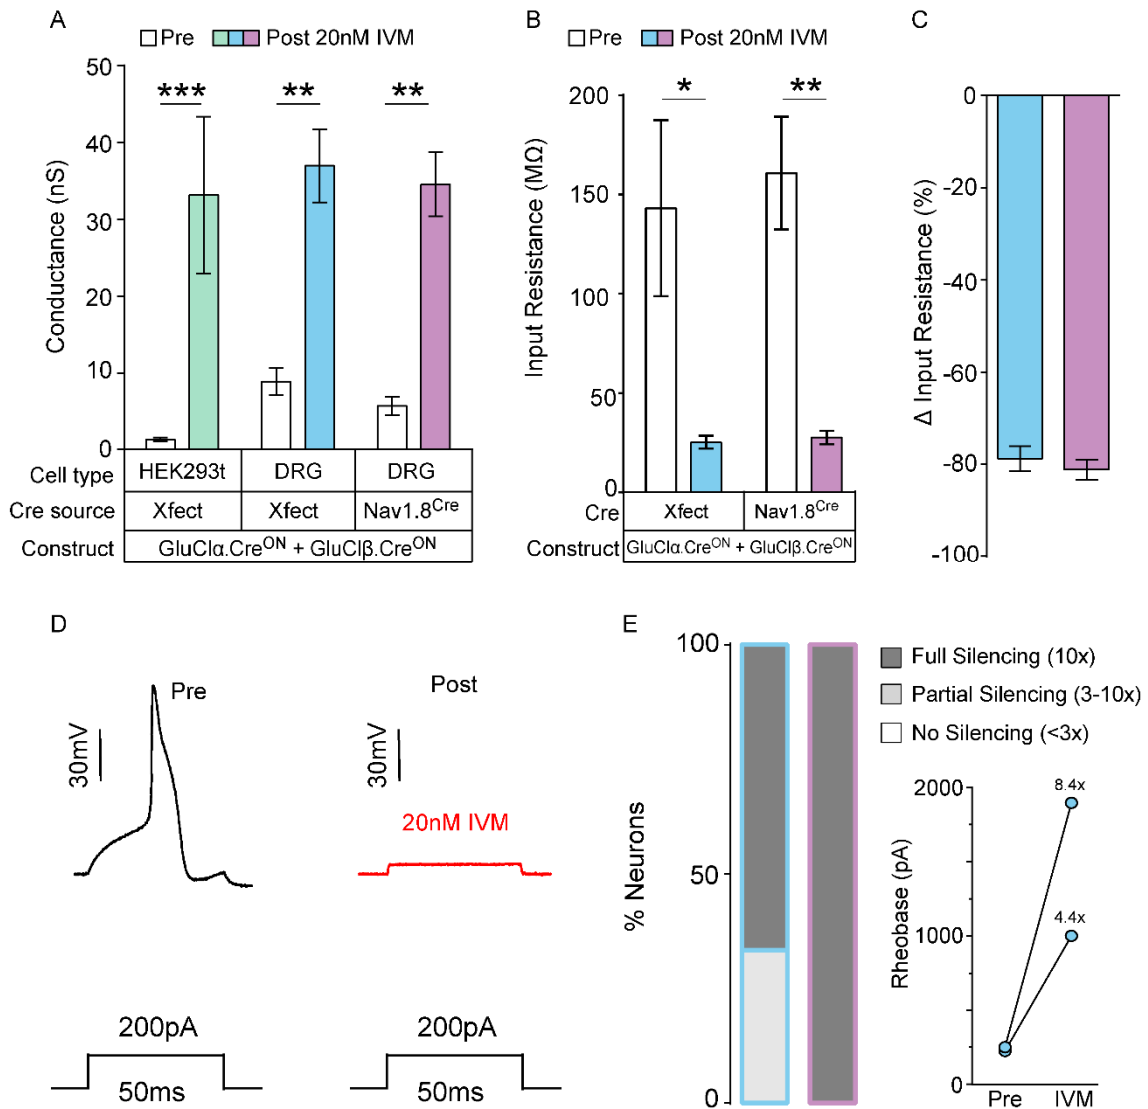 A
Pre
Post 20nM IVM
Conductance (nS)
50
40
30
20
10
0
***
**
**
Cell type
HEK293t
DRG
DRG
Cre source
Xfect
Xfect
Nav1.8Cre
Construct
GluClα.CreON + GluClβ.CreON
B
Pre
Post 20nM IVM
Input Resistance (MΩ)
200
150
100
50
0
*
**
Cre
Xfect
Nav1.8Cre
Construct
GluClα.CreON + GluClβ.CreON
C
Δ Input Resistance (%)
0
-20
-40
-60
-80
-100
D
Pre
30mV
Post
30mV
20nM IVM
200pA
50ms
200pA
50ms
E
% Neurons
100
50
0
Full Silencing (10x)
Partial Silencing (3-10x)
No Silencing (<3x)
Rheobase (pA)
2000
1000
0
8.4x
4.4x
Pre
IVM